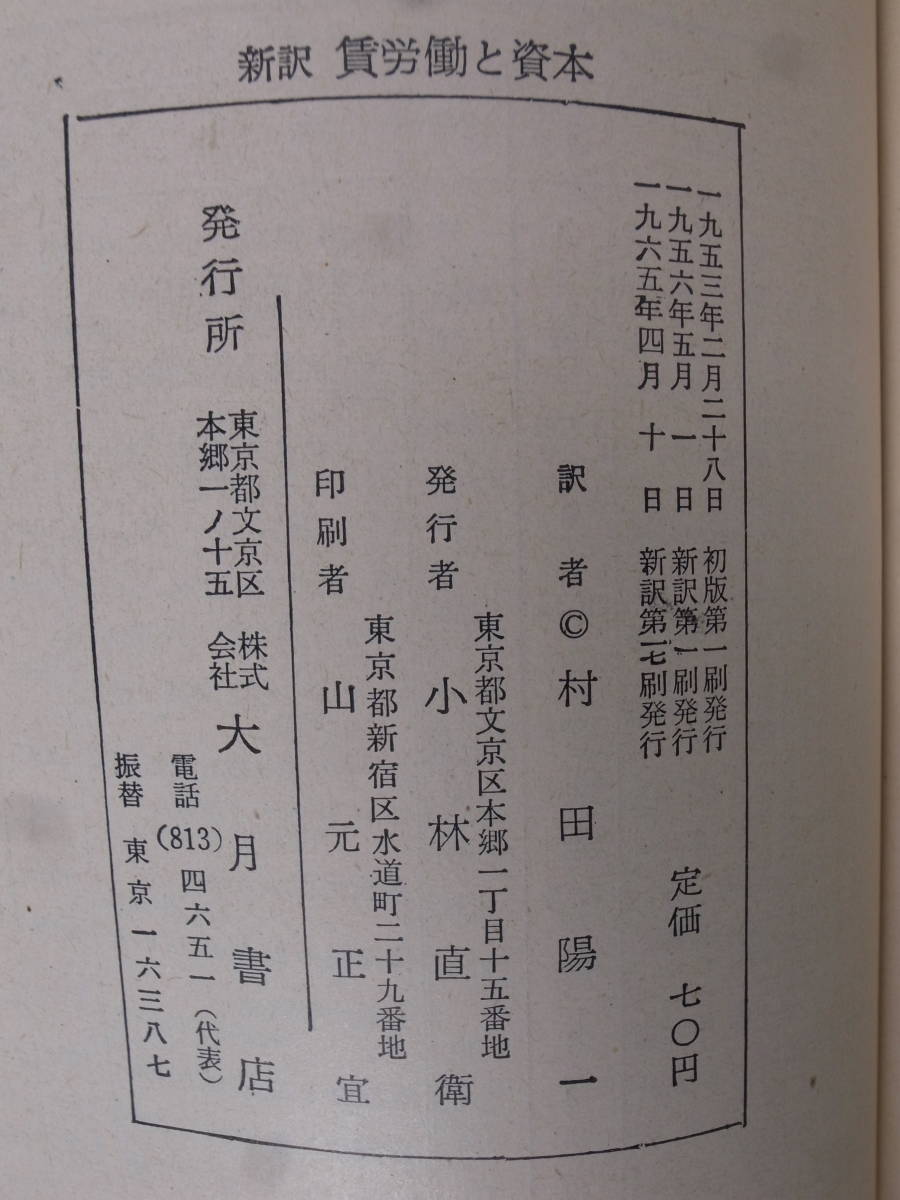 新訳 賃労働と資本
一九五三年二月二十八日 初版第一刷発行
一九五六年五月 一日 新訳第一刷発行
一九六五年四月 十 日 新訳第一七刷発行
定価 七〇円
訳者© 村田陽一
東京都文京区本郷一丁目十五番地
発行者 小林直衛
東京都新宿区水道町二十九番地
印刷者 山元正宜
発行所
東京都文京区
本郷一ノ十五
株式
会社
大月書店
電話(813)四六五一(代表)
振替 東京 一六三八七